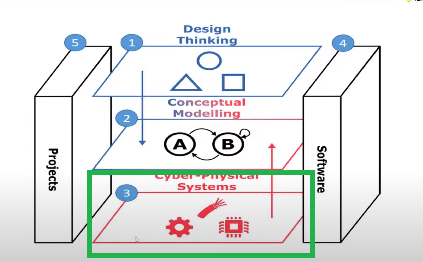 5
1
Design
Thinking
4
Conceptual
Modelling
2
A
B
Projects
Software
Cyber-Physical
Systems
3